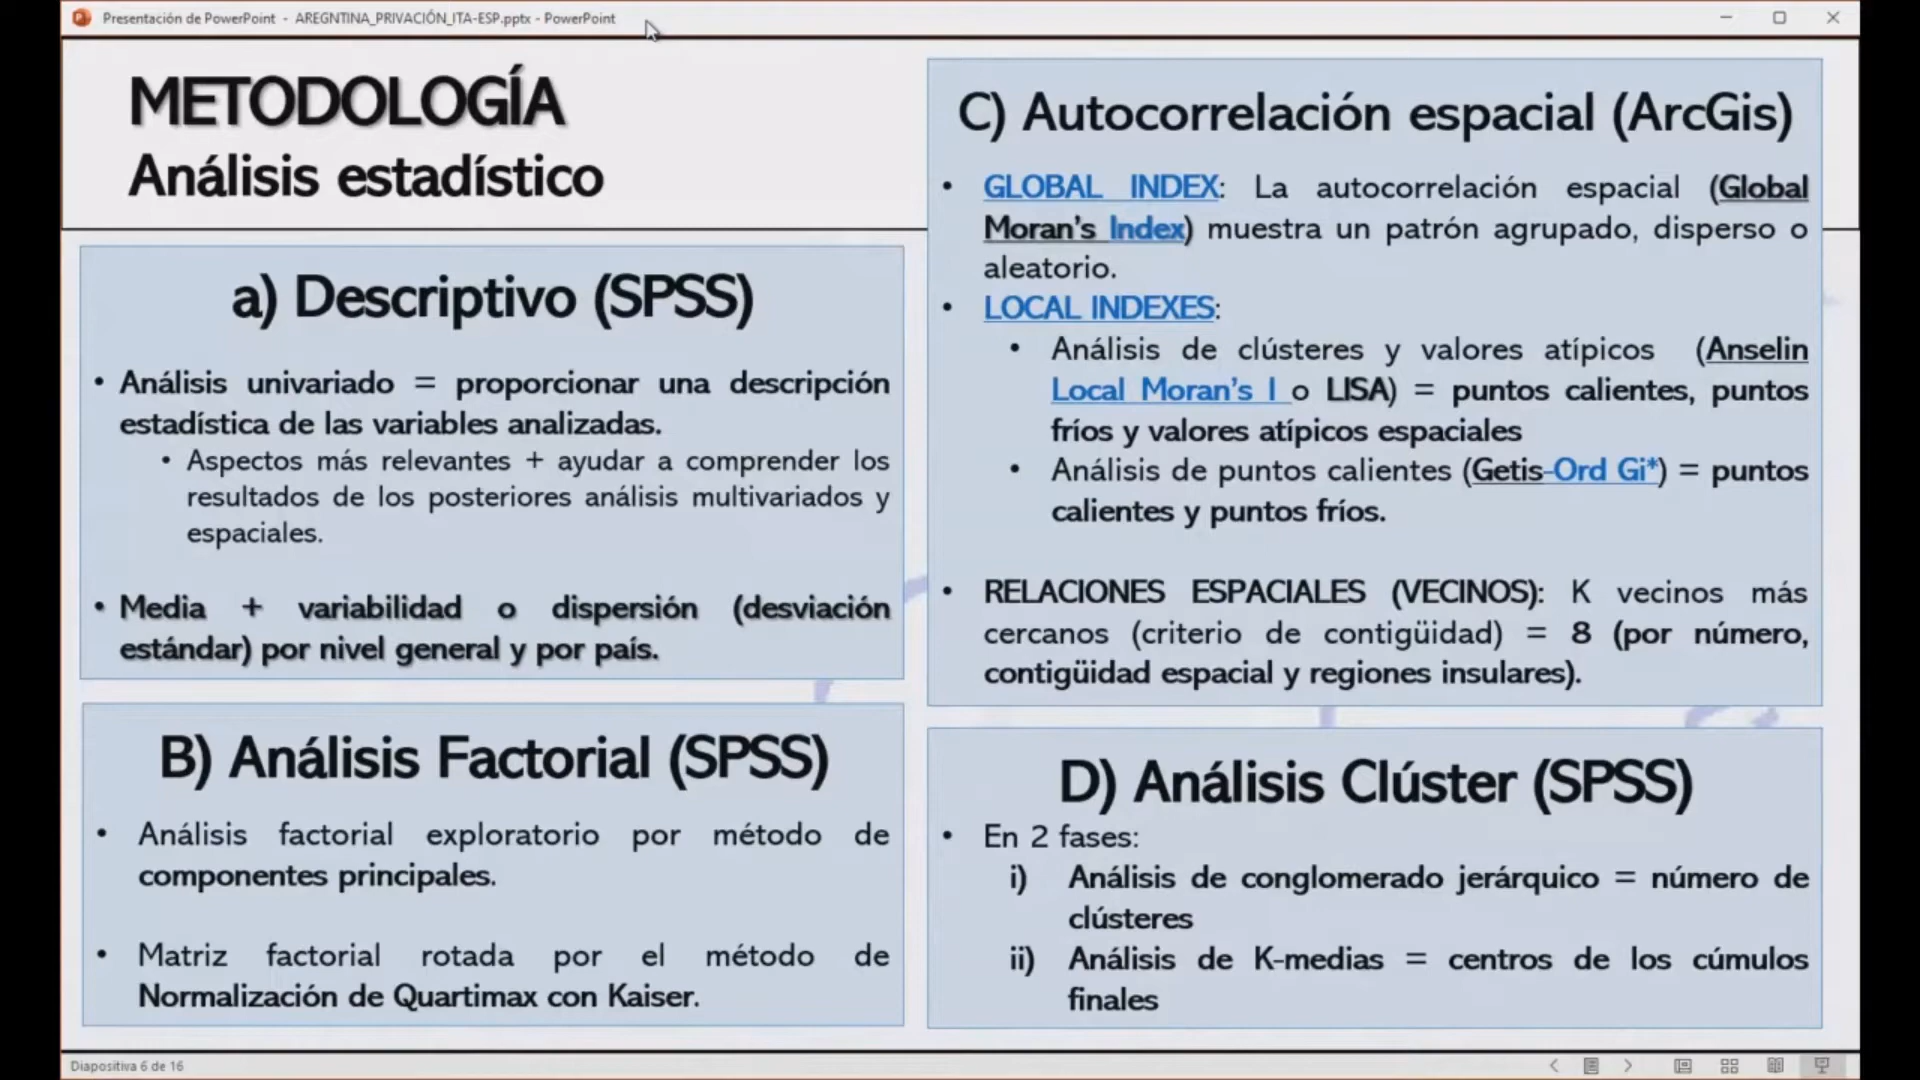 Presentación de PowerPoint - AREGNTINA_PRIVACIÓN_ITA-ESP.pptx - PowerPoint
METODOLOGÍA
Análisis estadístico
a) Descriptivo (SPSS)
• Análisis univariado = proporcionar una descripción
estadística de las variables analizadas.
• Aspectos más relevantes + ayudar a comprender los
resultados de los posteriores análisis multivariados y
espaciales.
• Media + variabilidad o dispersión (desviación
estándar) por nivel general y por país.
B) Análisis Factorial (SPSS)
• Análisis factorial exploratorio por método de
componentes principales.
• Matriz factorial rotada por el método de
Normalización de Quartimax con Kaiser.
C) Autocorrelación espacial (ArcGis)
• GLOBAL INDEX: La autocorrelación espacial (Global
Moran's Index) muestra un patrón agrupado, disperso o
aleatorio.
• LOCAL INDEXES:
• Análisis de clústeres y valores atípicos (Anselin
Local Moran's I o LISA) = puntos calientes, puntos
fríos y valores atípicos espaciales
• Análisis de puntos calientes (Getis-Ord Gi*) = puntos
calientes y puntos fríos.
• RELACIONES ESPACIALES (VECINOS): K vecinos más
cercanos (criterio de contigüidad) = 8 (por número,
contigüidad espacial y regiones insulares).
D) Análisis Clúster (SPSS)
• En 2 fases:
i) Análisis de conglomerado jerárquico = número de
clústeres
ii) Análisis de K-medias = centros de los cúmulos
finales
Diapositiva 6 de 16